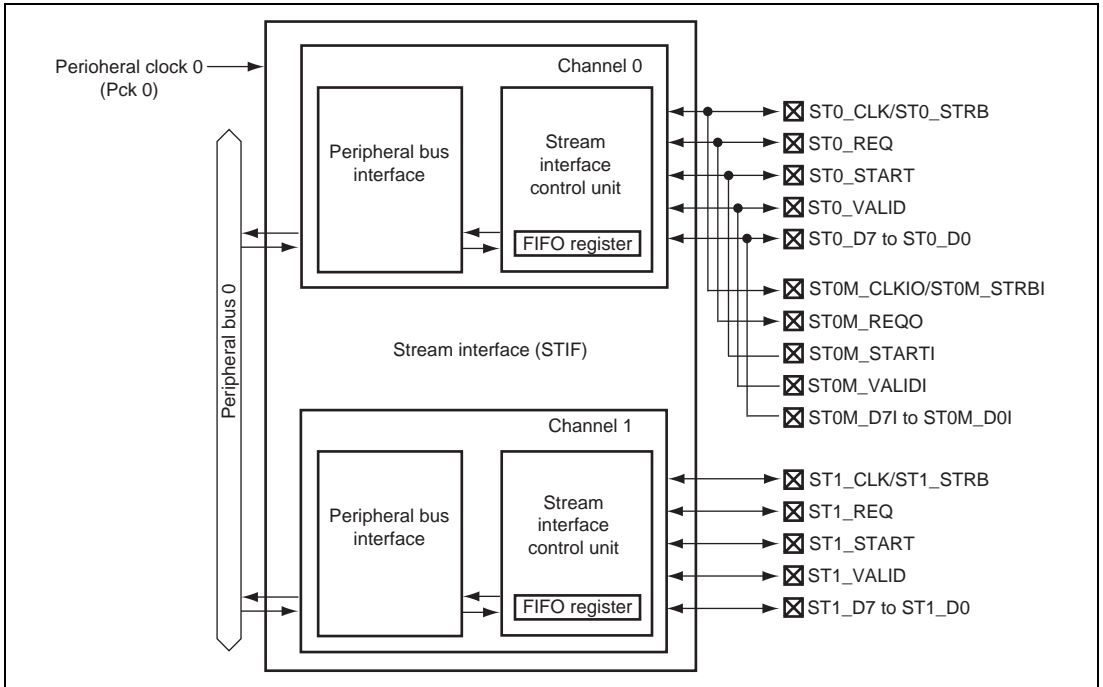 Perioheral clock 0
(Pck 0)
Channel 0
Peripheral bus
interface
Stream
interface
control unit
FIFO register
ST0_CLK/ST0_STRB
ST0_REQ
ST0_START
ST0_VALID
ST0_D7 to ST0_D0
ST0M_CLKIO/ST0M_STRBI
ST0M_REQO
ST0M_STARTI
ST0M_VALIDI
ST0M_D7I to ST0M_D0I
Peripheral bus 0
Stream interface (STIF)
Channel 1
Peripheral bus
interface
Stream
interface
control unit
FIFO register
ST1_CLK/ST1_STRB
ST1_REQ
ST1_START
ST1_VALID
ST1_D7 to ST1_D0